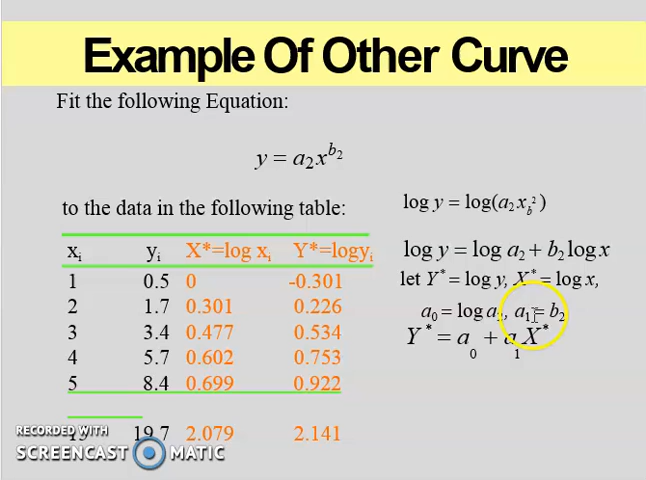 Example Of Other Curve
Fit the following Equation:
y = a₂x^b₂
to the data in the following table:
log y = log(a₂ x_b²)
xᵢ yᵢ X*=log xᵢ Y*=logyᵢ
log y = log a₂ + b₂ log x
1 0.5 0 -0.301
let Y* = log y, X* = log x,
2 1.7 0.301 0.226
a₀ = log a₂, a₁ = b₂
3 3.4 0.477 0.534
Y* = a₀ + a₁ X*
4 5.7 0.602 0.753
5 8.4 0.699 0.922
19.7 2.079 2.141
RECORDED WITH
SCREENCAST MATIC